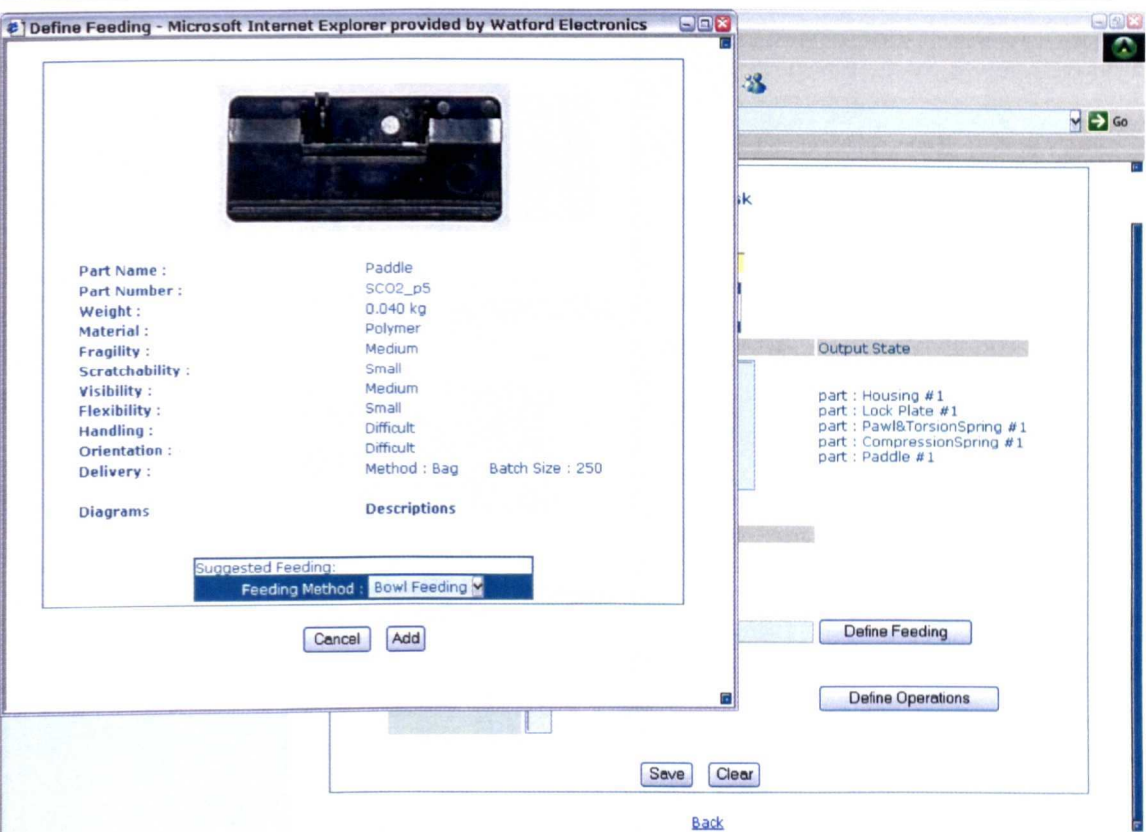 Define Feeding - Microsoft Internet Explorer provided by Watford Electronics
Part Name : Paddle
Part Number : SCO2_p5
Weight : 0.040 kg
Material : Polymer
Fragility : Medium
Scratchability : Small
Visibility : Medium
Flexibility : Small
Handling : Difficult
Orientation : Difficult
Delivery : Method : Bag Batch Size : 250
Diagrams Descriptions
Suggested Feeding:
Feeding Method : Bowl Feeding
Cancel Add
Go
sk
Output State
part : Housing #1
part : Lock Plate #1
part : Pawl&TorsionSpring #1
part : CompressionSpring #1
part : Paddle #1
Define Feeding
Define Operations
Save Clear
Back